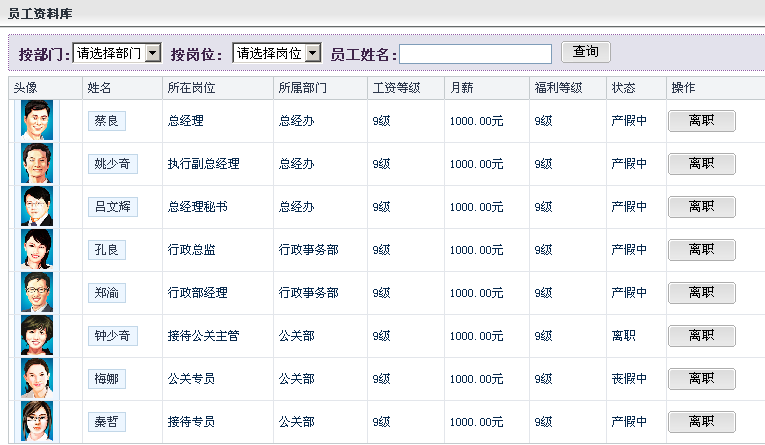 员工资料库
按部门: 请选择部门 按岗位: 请选择岗位 员工姓名: 查询
头像 姓名 所在岗位 所属部门 工资等级 月薪 福利等级 状态 操作
蔡良 总经理 总经办 9级 1000.00元 9级 产假中 离职
姚少奇 执行副总经理 总经办 9级 1000.00元 9级 产假中 离职
吕文辉 总经理秘书 总经办 9级 1000.00元 9级 产假中 离职
孔良 行政总监 行政事务部 9级 1000.00元 9级 产假中 离职
郑渝 行政部经理 行政事务部 9级 1000.00元 9级 产假中 离职
钟少奇 接待公关主管 公关部 9级 1000.00元 9级 离职 离职
梅娜 公关专员 公关部 9级 1000.00元 9级 丧假中 离职
秦哲 接待专员 公关部 9级 1000.00元 9级 产假中 离职